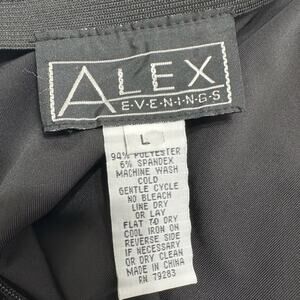 ALEX
E·V·E·N·I·N·G·S
L
94% POLYESTER
6% SPANDEX
MACHINE WASH
COLD
GENTLE CYCLE
NO BLEACH
LINE DRY
OR LAY
FLAT TO DRY
COOL IRON ON
REVERSE SIDE
IF NECESSARY
OR DRY CLEAN
MADE IN CHINA
RN 79283